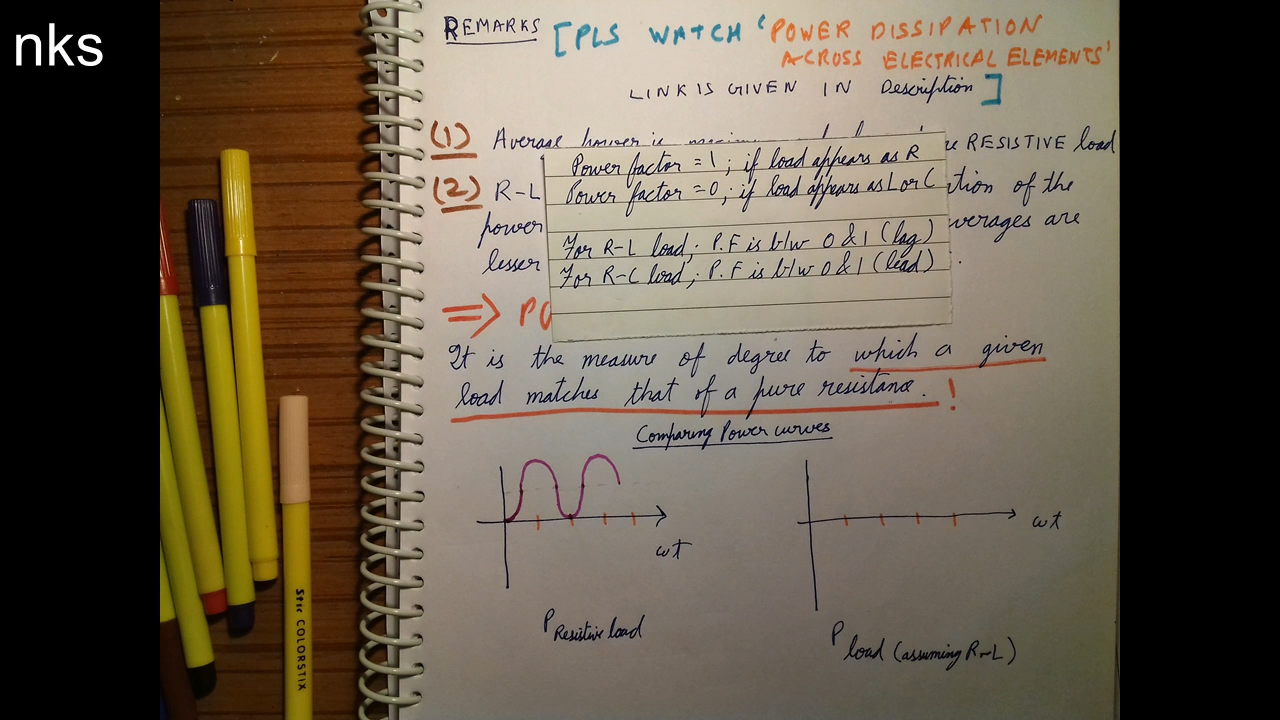 nks
REMARKS [PLS WATCH 'POWER DISSIPATION
ACROSS ELECTRICAL ELEMENTS'
LINK IS GIVEN IN Description]
(1) Average power is RESISTIVE load
Power factor = 1 ; if load appears as R
(2) R-L
Power factor = 0 ; if load appears as L or C
of the
power
averages are
For R-L load; P.F is b/w 0 & 1 (lag)
lesser
For R-C load; P.F is b/w 0 & 1 (lead)
⇒
It is the measure of degree to which a given
load matches that of a pure resistance. !
Comparing Power curves
ωt
ωt
P Resistive load
P load (assuming R-L)
Stic COLORSTIX